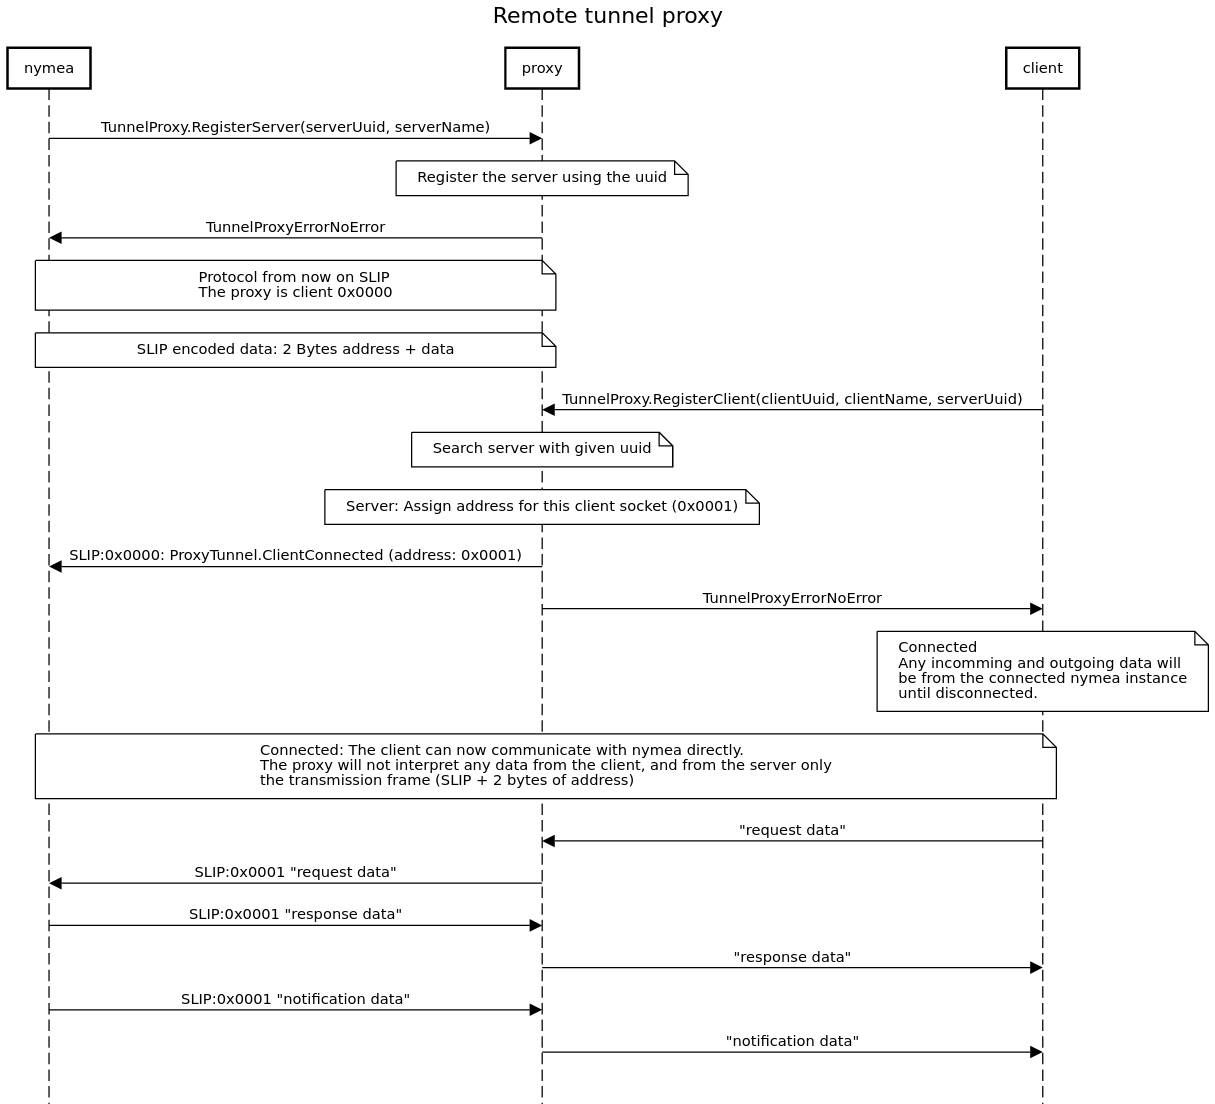 Remote tunnel proxy
nymea
proxy
client
TunnelProxy.RegisterServer(serverUuid, serverName)
Register the server using the uuid
TunnelProxyErrorNoError
Protocol from now on SLIP
The proxy is client 0x0000
SLIP encoded data: 2 Bytes address + data
TunnelProxy.RegisterClient(clientUuid, clientName, serverUuid)
Search server with given uuid
Server: Assign address for this client socket (0x0001)
SLIP:0x0000: ProxyTunnel.ClientConnected (address: 0x0001)
TunnelProxyErrorNoError
Connected
Any incomming and outgoing data will
be from the connected nymea instance
until disconnected.
Connected: The client can now communicate with nymea directly.
The proxy will not interpret any data from the client, and from the server only
the transmission frame (SLIP + 2 bytes of address)
"request data"
SLIP:0x0001 "request data"
SLIP:0x0001 "response data"
"response data"
SLIP:0x0001 "notification data"
"notification data"